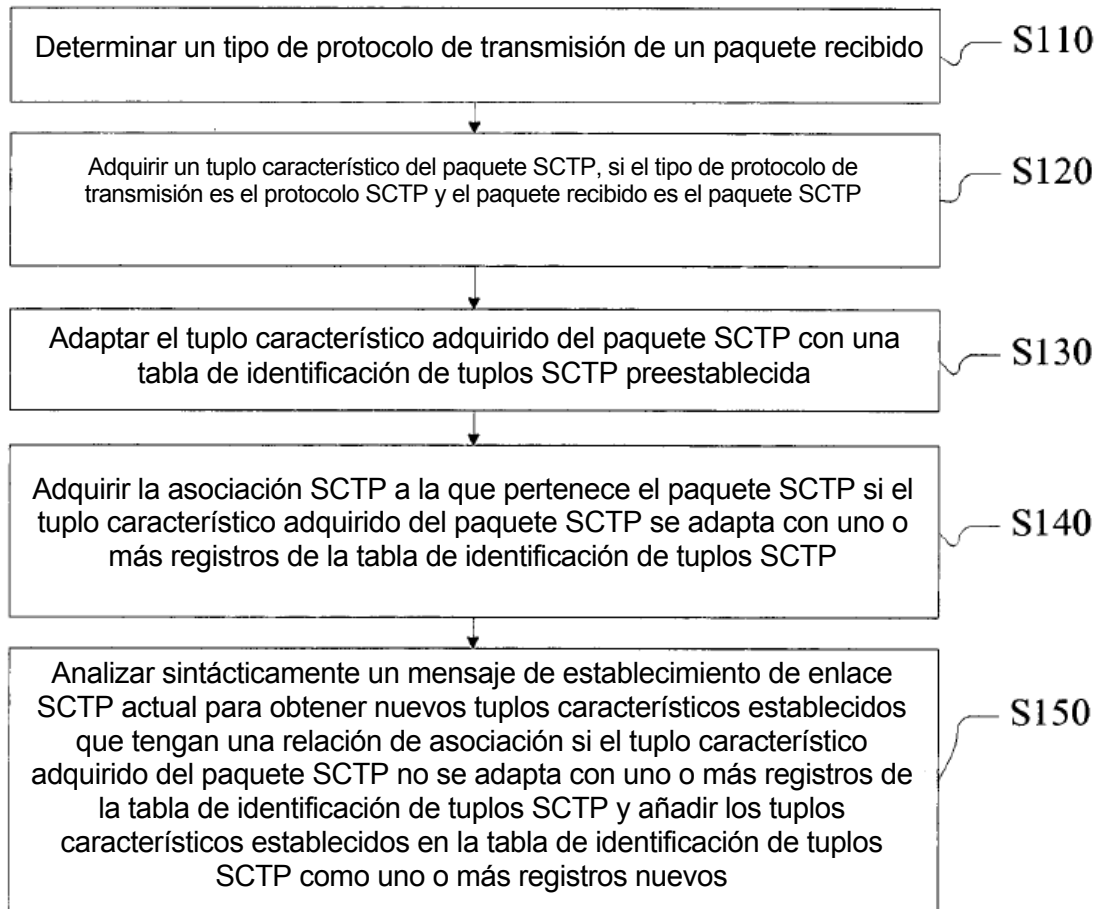 Determinar un tipo de protocolo de transmisión de un paquete recibido
S110
Adquirir un tuplo característico del paquete SCTP, si el tipo de protocolo de
transmisión es el protocolo SCTP y el paquete recibido es el paquete SCTP
S120
Adaptar el tuplo característico adquirido del paquete SCTP con una
tabla de identificación de tuplos SCTP preestablecida
S130
Adquirir la asociación SCTP a la que pertenece el paquete SCTP si el
tuplo característico adquirido del paquete SCTP se adapta con uno o
más registros de la tabla de identificación de tuplos SCTP
S140
Analizar sintácticamente un mensaje de establecimiento de enlace
SCTP actual para obtener nuevos tuplos característicos establecidos
que tengan una relación de asociación si el tuplo característico
adquirido del paquete SCTP no se adapta con uno o más registros de
la tabla de identificación de tuplos SCTP y añadir los tuplos
característicos establecidos en la tabla de identificación de tuplos
SCTP como uno o más registros nuevos
S150